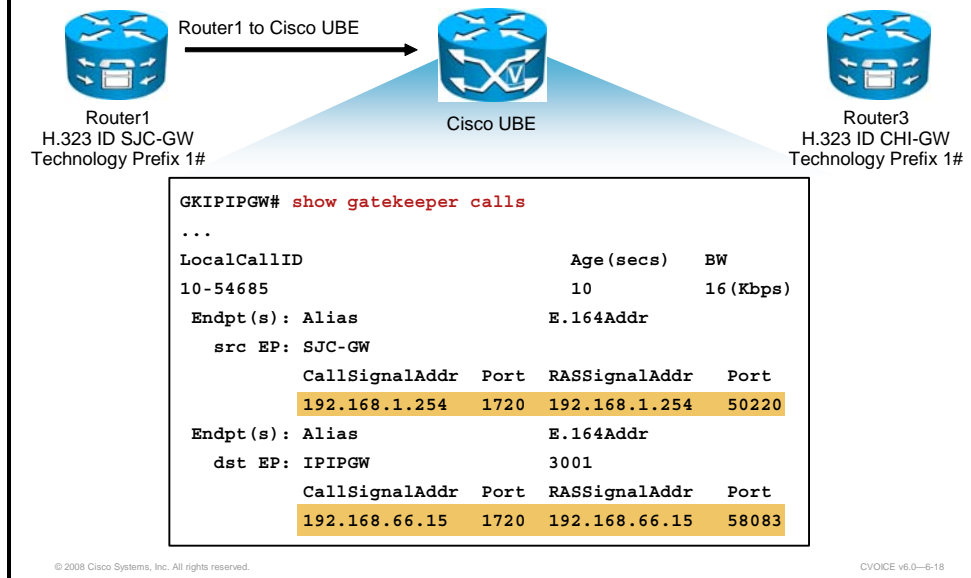 Router1 to Cisco UBE
V
Router1
H.323 ID SJC-GW
Technology Prefix 1#
Cisco UBE
Router3
H.323 ID CHI-GW
Technology Prefix 1#
GKIPIPGW# show gatekeeper calls
...
LocalCallID Age(secs) BW
10-54685 10 16(Kbps)
Endpt(s): Alias E.164Addr
src EP: SJC-GW
CallSignalAddr Port RASSignalAddr Port
192.168.1.254 1720 192.168.1.254 50220
Endpt(s): Alias E.164Addr
dst EP: IPIPGW 3001
CallSignalAddr Port RASSignalAddr Port
192.168.66.15 1720 192.168.66.15 58083
© 2008 Cisco Systems, Inc. All rights reserved. CVOICE v6.0—6-18